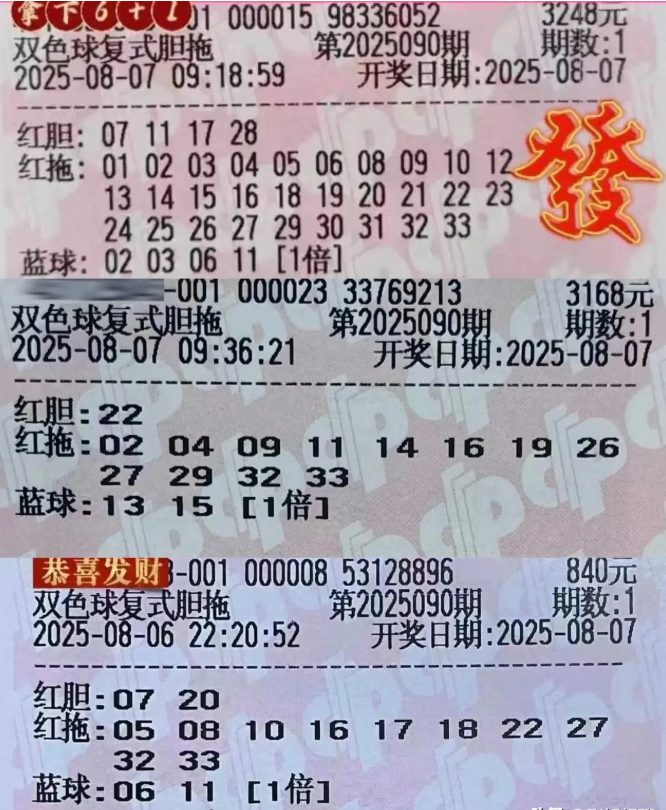 拿下6+1
01 000015 98336052 3248元
双色球复式胆拖 第2025090期 期数:1
2025-08-07 09:18:59 开奖日期:2025-08-07
红胆: 07 11 17 28
红拖: 01 02 03 04 05 06 08 09 10 12
13 14 15 16 18 19 20 21 22 23
24 25 26 27 29 30 31 32 33
發
蓝球: 02 03 06 11 [1倍]
-001 000023 33769213 3168元
双色球复式胆拖 第2025090期 期数:1
2025-08-07 09:36:21 开奖日期:2025-08-07
红胆:22
红拖:02 04 09 11 14 16 19 26
27 29 32 33
蓝球:13 15 [1倍]
恭喜发财
-001 000008 53128896 840元
双色球复式胆拖 第2025090期 期数:1
2025-08-06 22:20:52 开奖日期:2025-08-07
红胆:07 20
红拖:05 08 10 16 17 18 22 27
32 33
蓝球:06 11 [1倍]